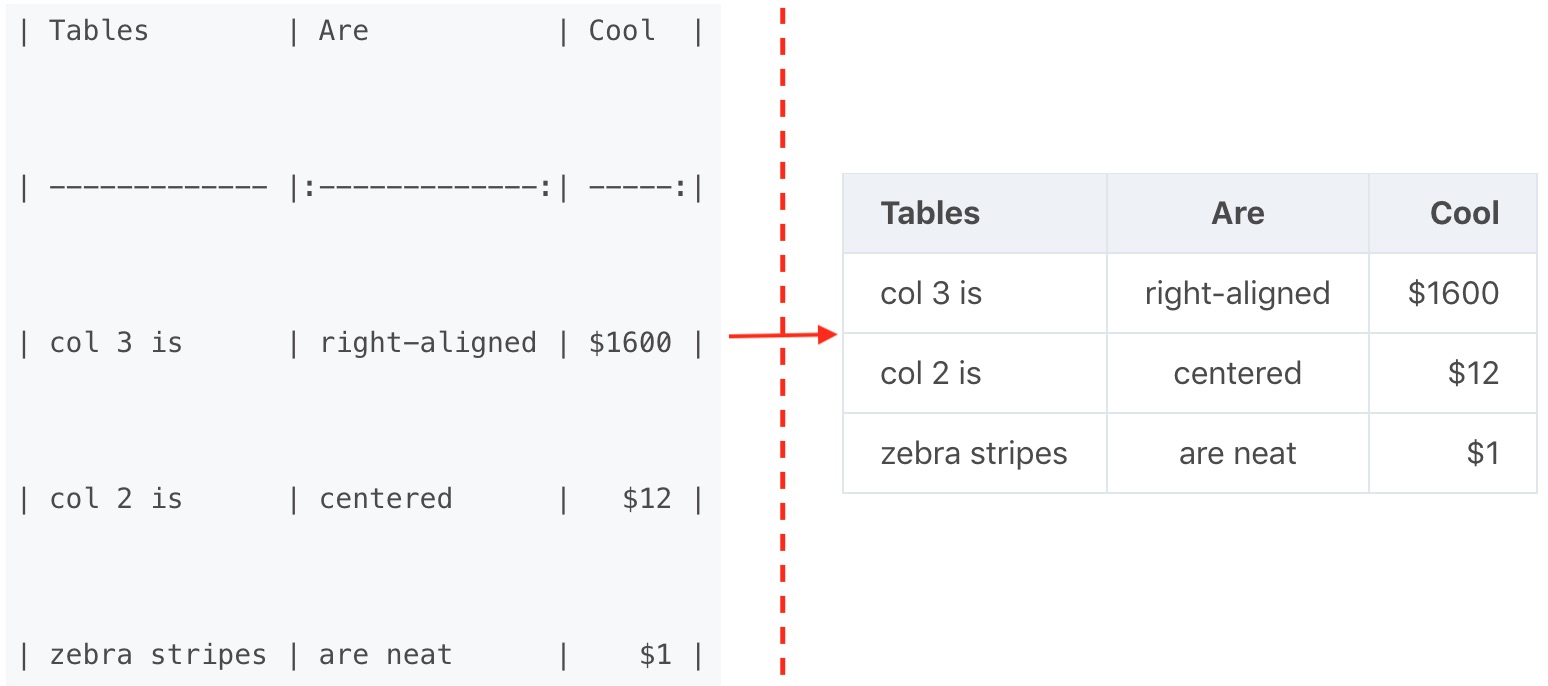 | Tables        | Are           | Cool  |
| ------------- |:-------------:| -----:|
| col 3 is      | right-aligned | $1600 |
| col 2 is      | centered      |   $12 |
| zebra stripes | are neat      |    $1 |
Tables Are Cool
col 3 is right-aligned $1600
col 2 is centered $12
zebra stripes are neat $1